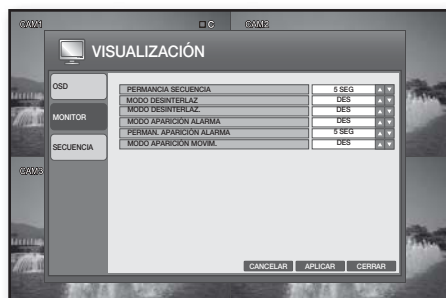 CAM1
C
CAM2
VISUALIZACIÓN
OSD
MONITOR
SECUENCIA
PERMANCIA SECUENCIA 5 SEG
MODO DESINTERLAZ DES
MODO DESINTERLAZ. DES
MODO APARICIÓN ALARMA DES
PERMAN. APARICIÓN ALARMA 5 SEG
MODO APARICIÓN MOVIM. DES
CAM3
CANCELAR APLICAR CERRAR